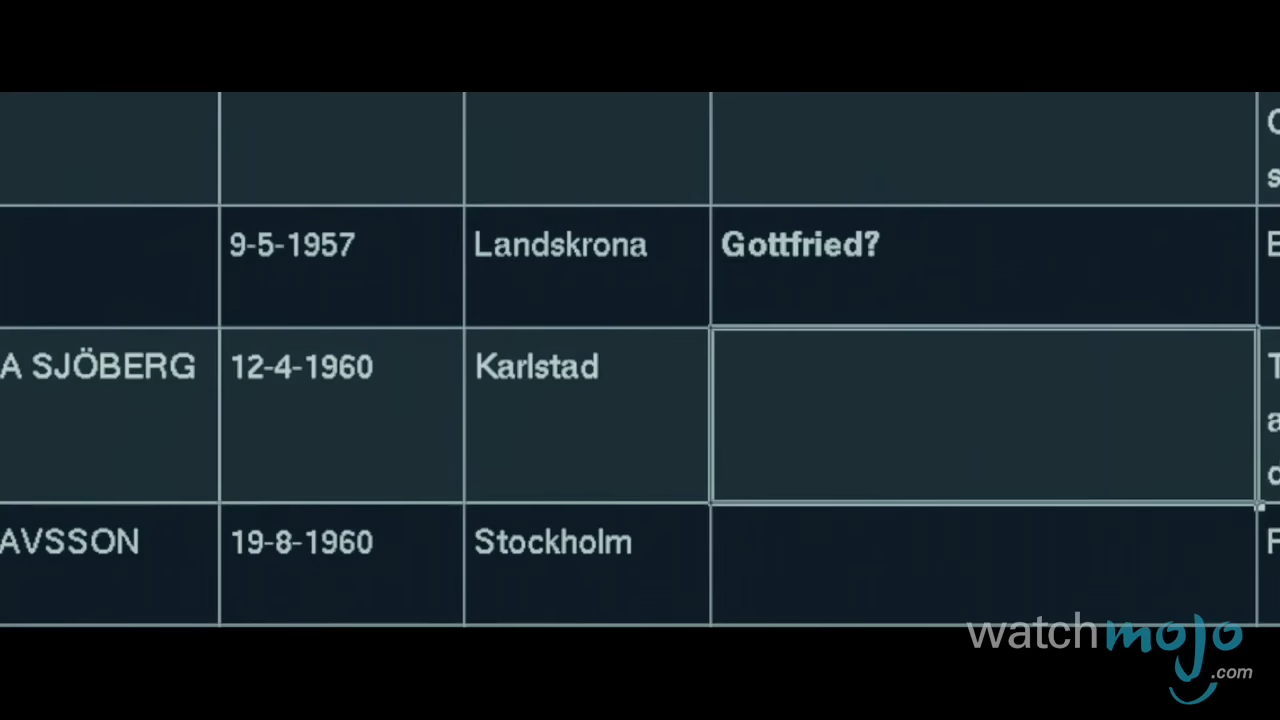 9-5-1957 Landskrona Gottfried?
A SJÖBERG 12-4-1960 Karlstad
AVSSON 19-8-1960 Stockholm
watchmojo
.com